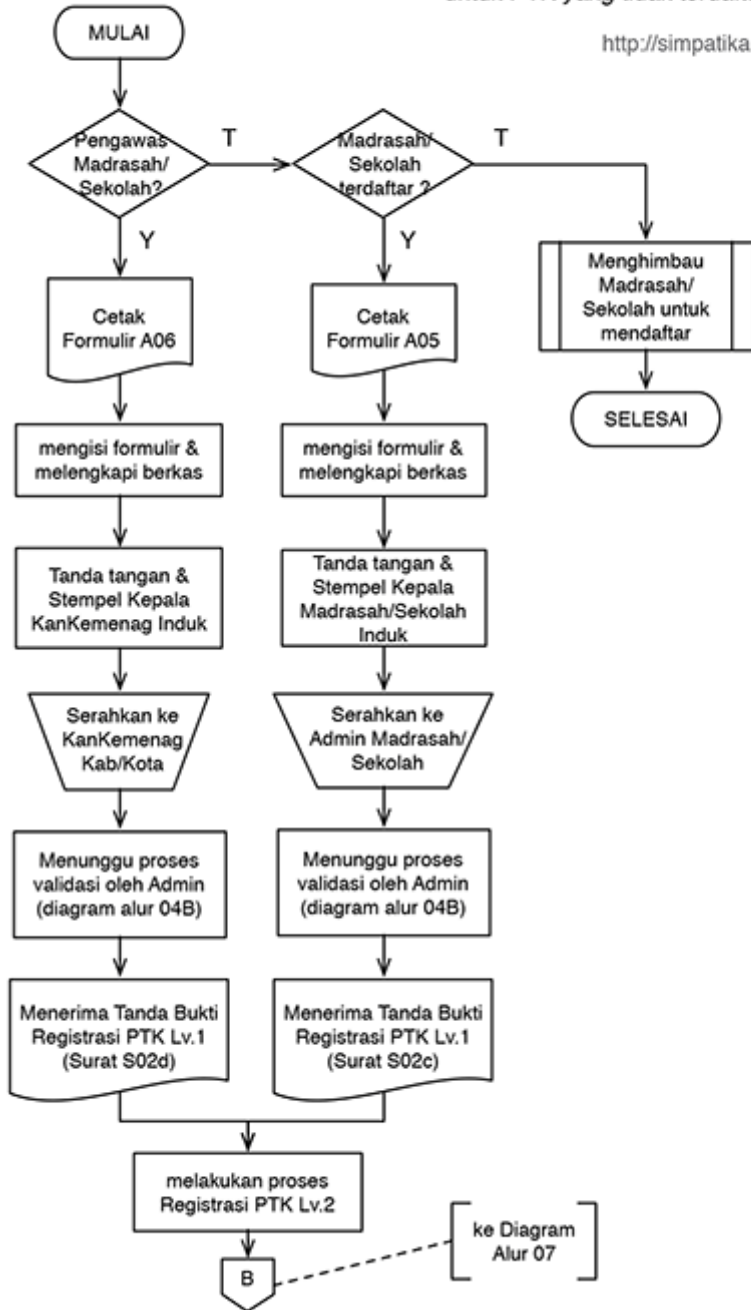 http://simpatika
MULAI
Pengawas
Madrasah/
Sekolah?
T
Madrasah/
Sekolah
terdaftar ?
T
Y
Y
Menghimbau
Madrasah/
Sekolah untuk
mendaftar
SELESAI
Cetak
Formulir A06
Cetak
Formulir A05
mengisi formulir &
melengkapi berkas
mengisi formulir &
melengkapi berkas
Tanda tangan &
Stempel Kepala
KanKemenag Induk
Tanda tangan &
Stempel Kepala
Madrasah/Sekolah
Induk
Serahkan ke
KanKemenag
Kab/Kota
Serahkan ke
Admin Madrasah/
Sekolah
Menunggu proses
validasi oleh Admin
(diagram alur 04B)
Menunggu proses
validasi oleh Admin
(diagram alur 04B)
Menerima Tanda Bukti
Registrasi PTK Lv.1
(Surat S02d)
Menerima Tanda Bukti
Registrasi PTK Lv.1
(Surat S02c)
melakukan proses
Registrasi PTK Lv.2
B
ke Diagram
Alur 07